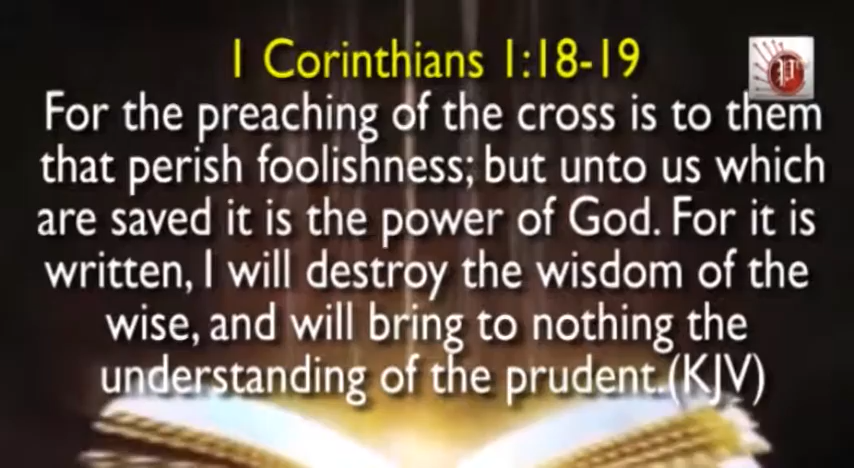 1 Corinthians 1:18-19
For the preaching of the cross is to them
that perish foolishness; but unto us which
are saved it is the power of God. For it is
written, I will destroy the wisdom of the
wise, and will bring to nothing the
understanding of the prudent.(KJV)